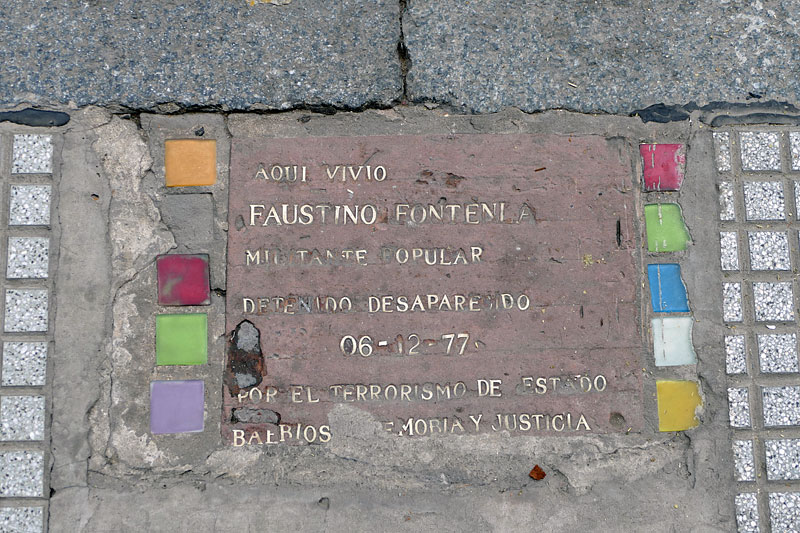 AQUI VIVIO
FAUSTINO FONTENLA
MILITANTE POPULAR
DETENIDO DESAPARECIDO
06-12-77
POR EL TERRORISMO DE ESTADO
BARRIOS MEMORIA Y JUSTICIA